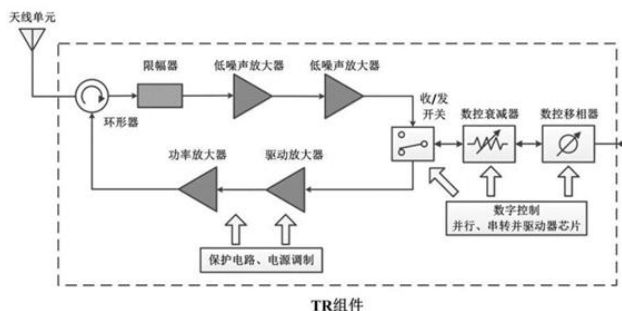 天线单元
限幅器
低噪声放大器
低噪声放大器
收/发
开关
数控衰减器
数控移相器
环形器
功率放大器
驱动放大器
数字控制
并行、串转并驱动器芯片
保护电路、电源调制
TR组件